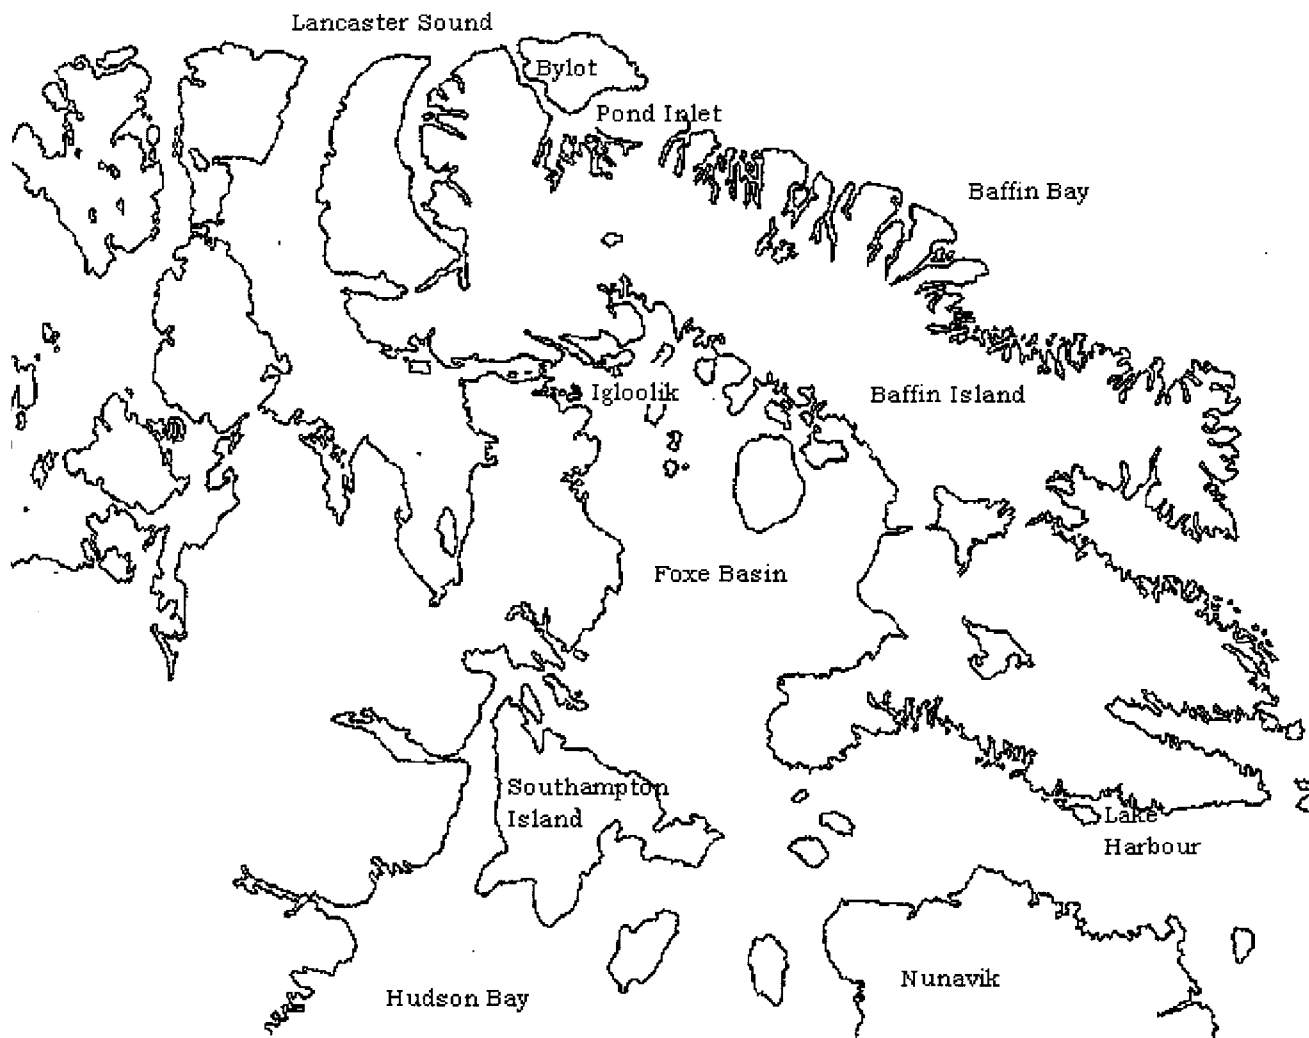 Lancaster Sound
Bylot
Pond Inlet
Baffin Bay
Igloolik
Baffin Island
Foxe Basin
Southampton
Island
Lake
Harbour
Nunavik
Hudson Bay